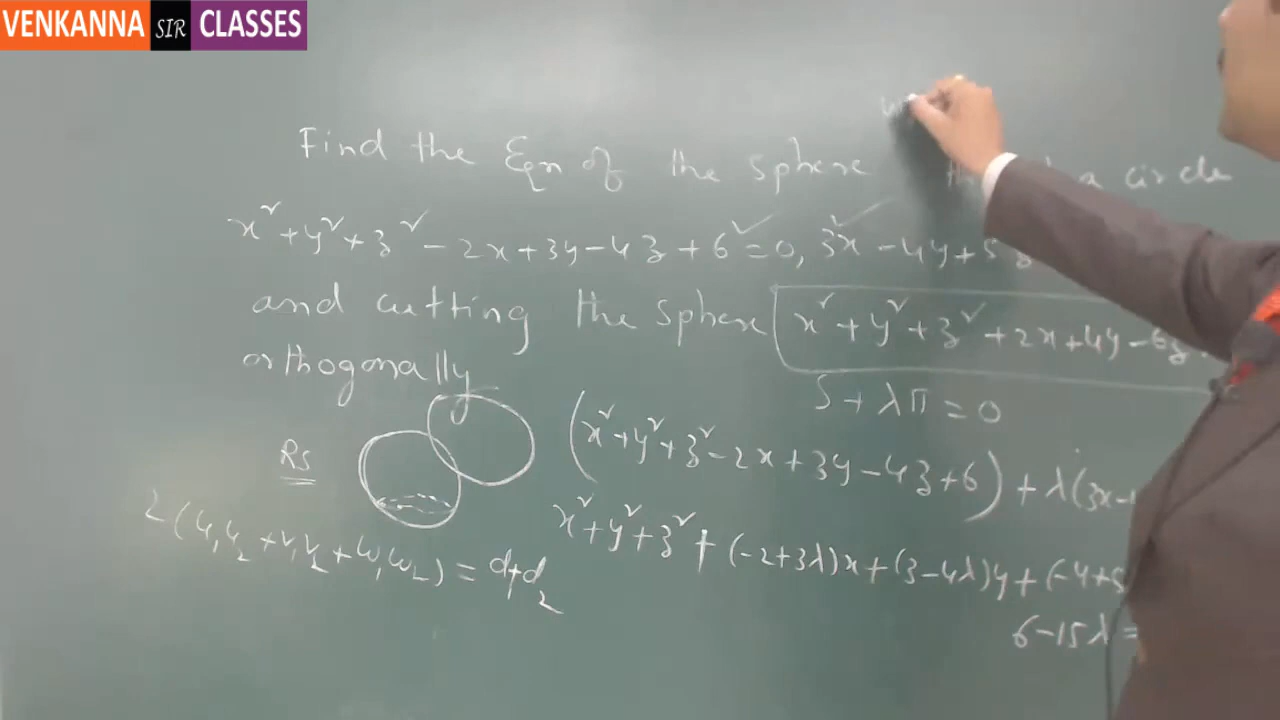 VENKANNA SIR CLASSES
Find the Eqn of the sphere a circle
x² + y² + z² - 2x + 3y - 4z + 6 = 0, 3x - 4y + 5z
and cutting the sphere x² + y² + z² + 2x + 4y - 6z
orthogonally
S + λπ = 0
RS
(x² + y² + z² - 2x + 3y - 4z + 6) + λ(3x -
2(u₁u₂ + v₁v₂ + w₁w₂) = d₁+d₂
x² + y² + z² + (-2+3λ)x + (3-4λ)y + (-4+5
6-15λ =